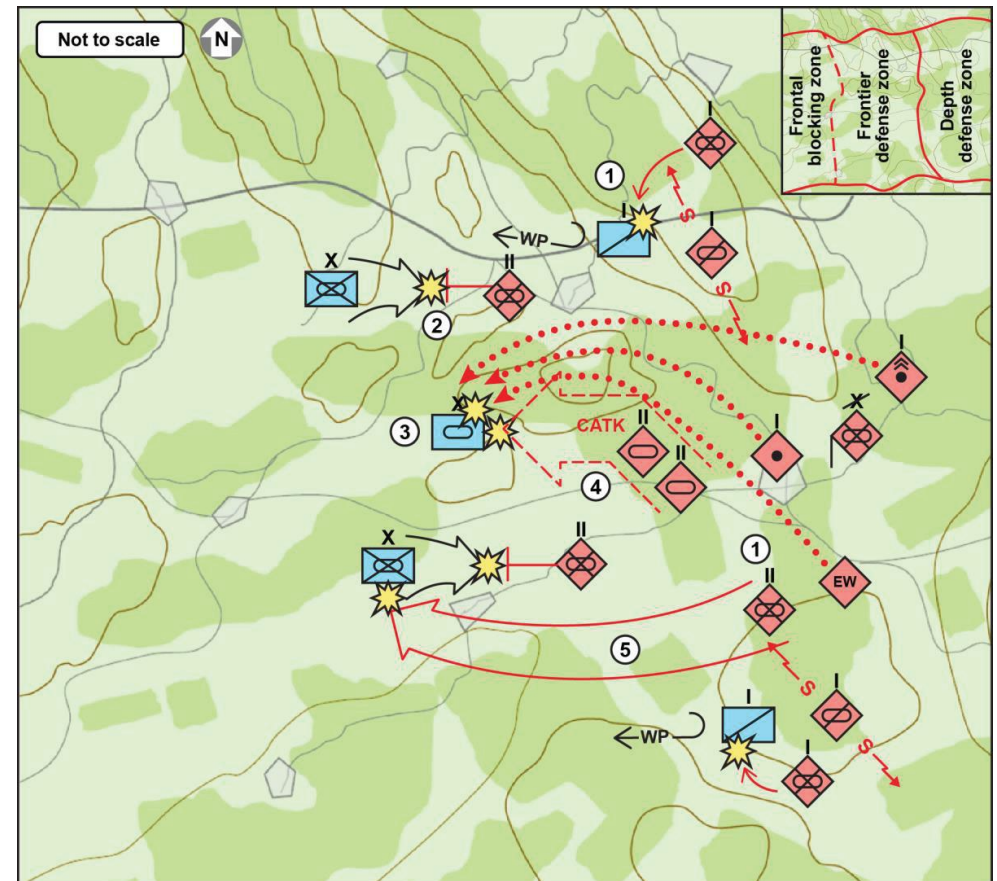 Not to scale
N
Frontal
blocking zone
Frontier
defense zone
Depth
defense zone
I
1
I
S
I
WP
X
II
2
S
I
X
3
CATK
II
II
I
X
4
X
II
1
II
EW
5
S
I
I
WP
S
I